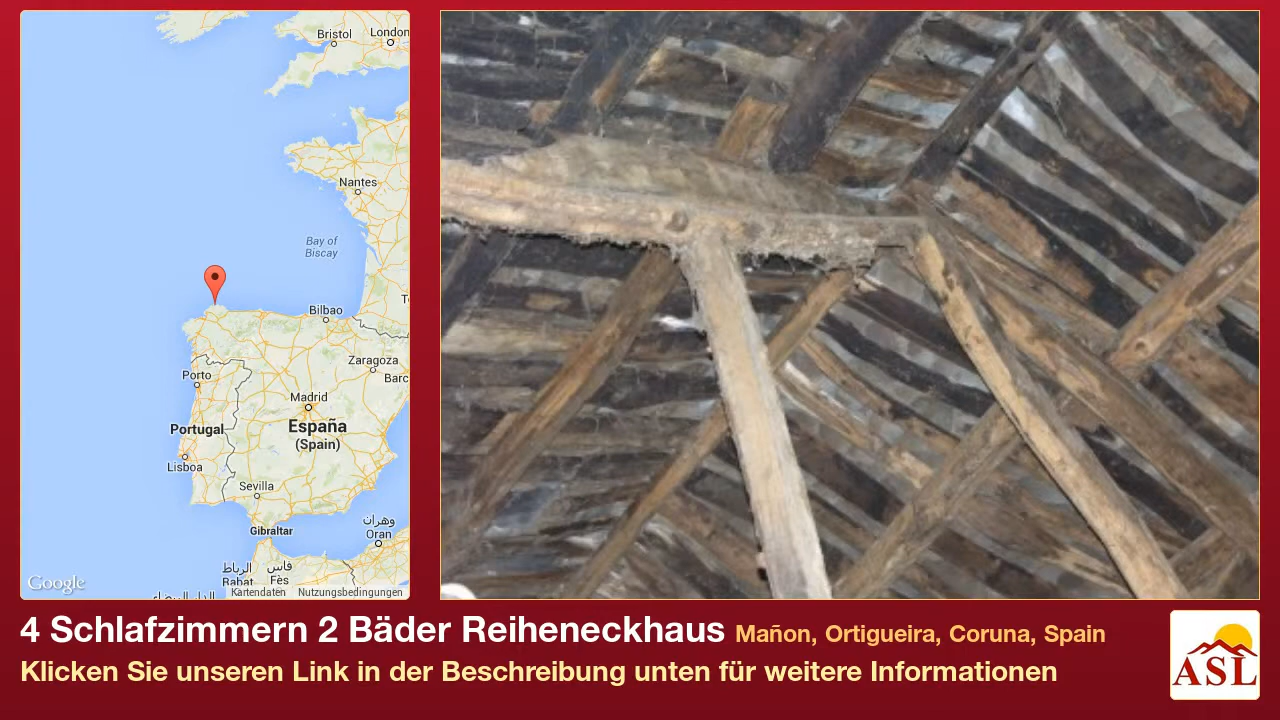 Bristol
London
Nantes
Bay of
Biscay
Bilbao
Zaragoza
Barc
Porto
Madrid
España
(Spain)
Portugal
Lisboa
Sevilla
Gibraltar
وهران
Oran
الرباط
Rabat
فاس
Fès
Google
Kartendaten Nutzungsbedingungen
4 Schlafzimmern 2 Bäder Reiheneckhaus Mañon, Ortigueira, Coruna, Spain
Klicken Sie unseren Link in der Beschreibung unten für weitere Informationen
ASL